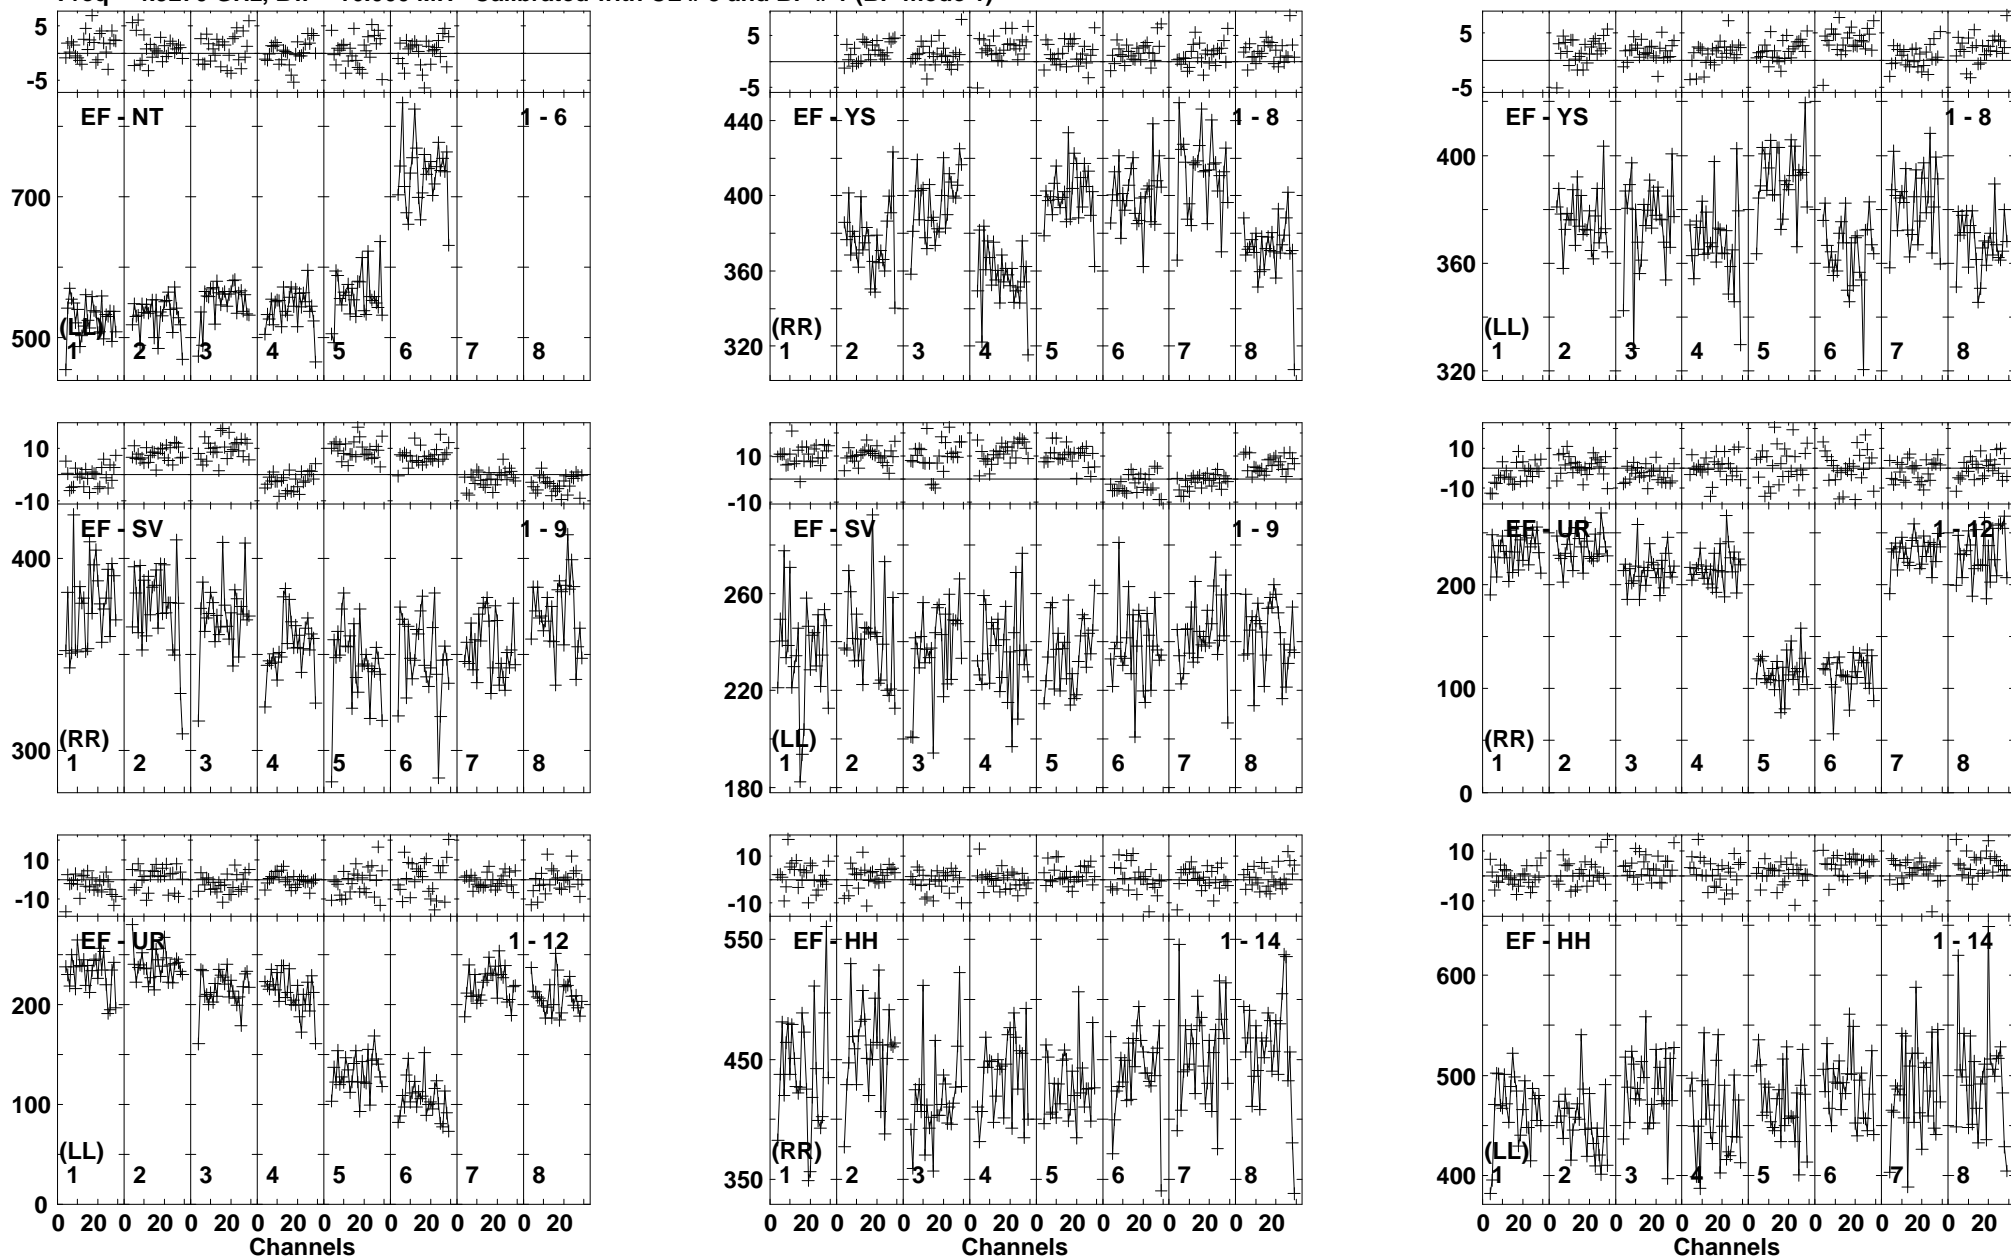 5
-5
EF - NT
1 - 6
700
500
(LL)
1 2 3 4 5 6 7 8
5
-5
EF - YS
1 - 8
440
400
360
320
(RR)
1 2 3 4 5 6 7 8
5
-5
EF - YS
1 - 8
400
360
320
(LL)
1 2 3 4 5 6 7 8
10
-10
EF - SV
1 - 9
400
300
(RR)
1 2 3 4 5 6 7 8
10
-10
EF - SV
1 - 9
260
220
180
(LL)
1 2 3 4 5 6 7 8
10
-10
EF - UR
1 - 12
200
100
0
(RR)
1 2 3 4 5 6 7 8
10
-10
EF - UR
1 - 12
200
100
0
(LL)
1 2 3 4 5 6 7 8
0 20 0 20 0 20 0 20 0 20 0 20 0 20 0 20
Channels
10
-10
EF - HH
1 - 14
550
450
350
(RR)
1 2 3 4 5 6 7 8
0 20 0 20 0 20 0 20 0 20 0 20 0 20 0 20
Channels
10
-10
EF - HH
1 - 14
600
500
400
(LL)
1 2 3 4 5 6 7 8
0 20 0 20 0 20 0 20 0 20 0 20 0 20 0 20
Channels